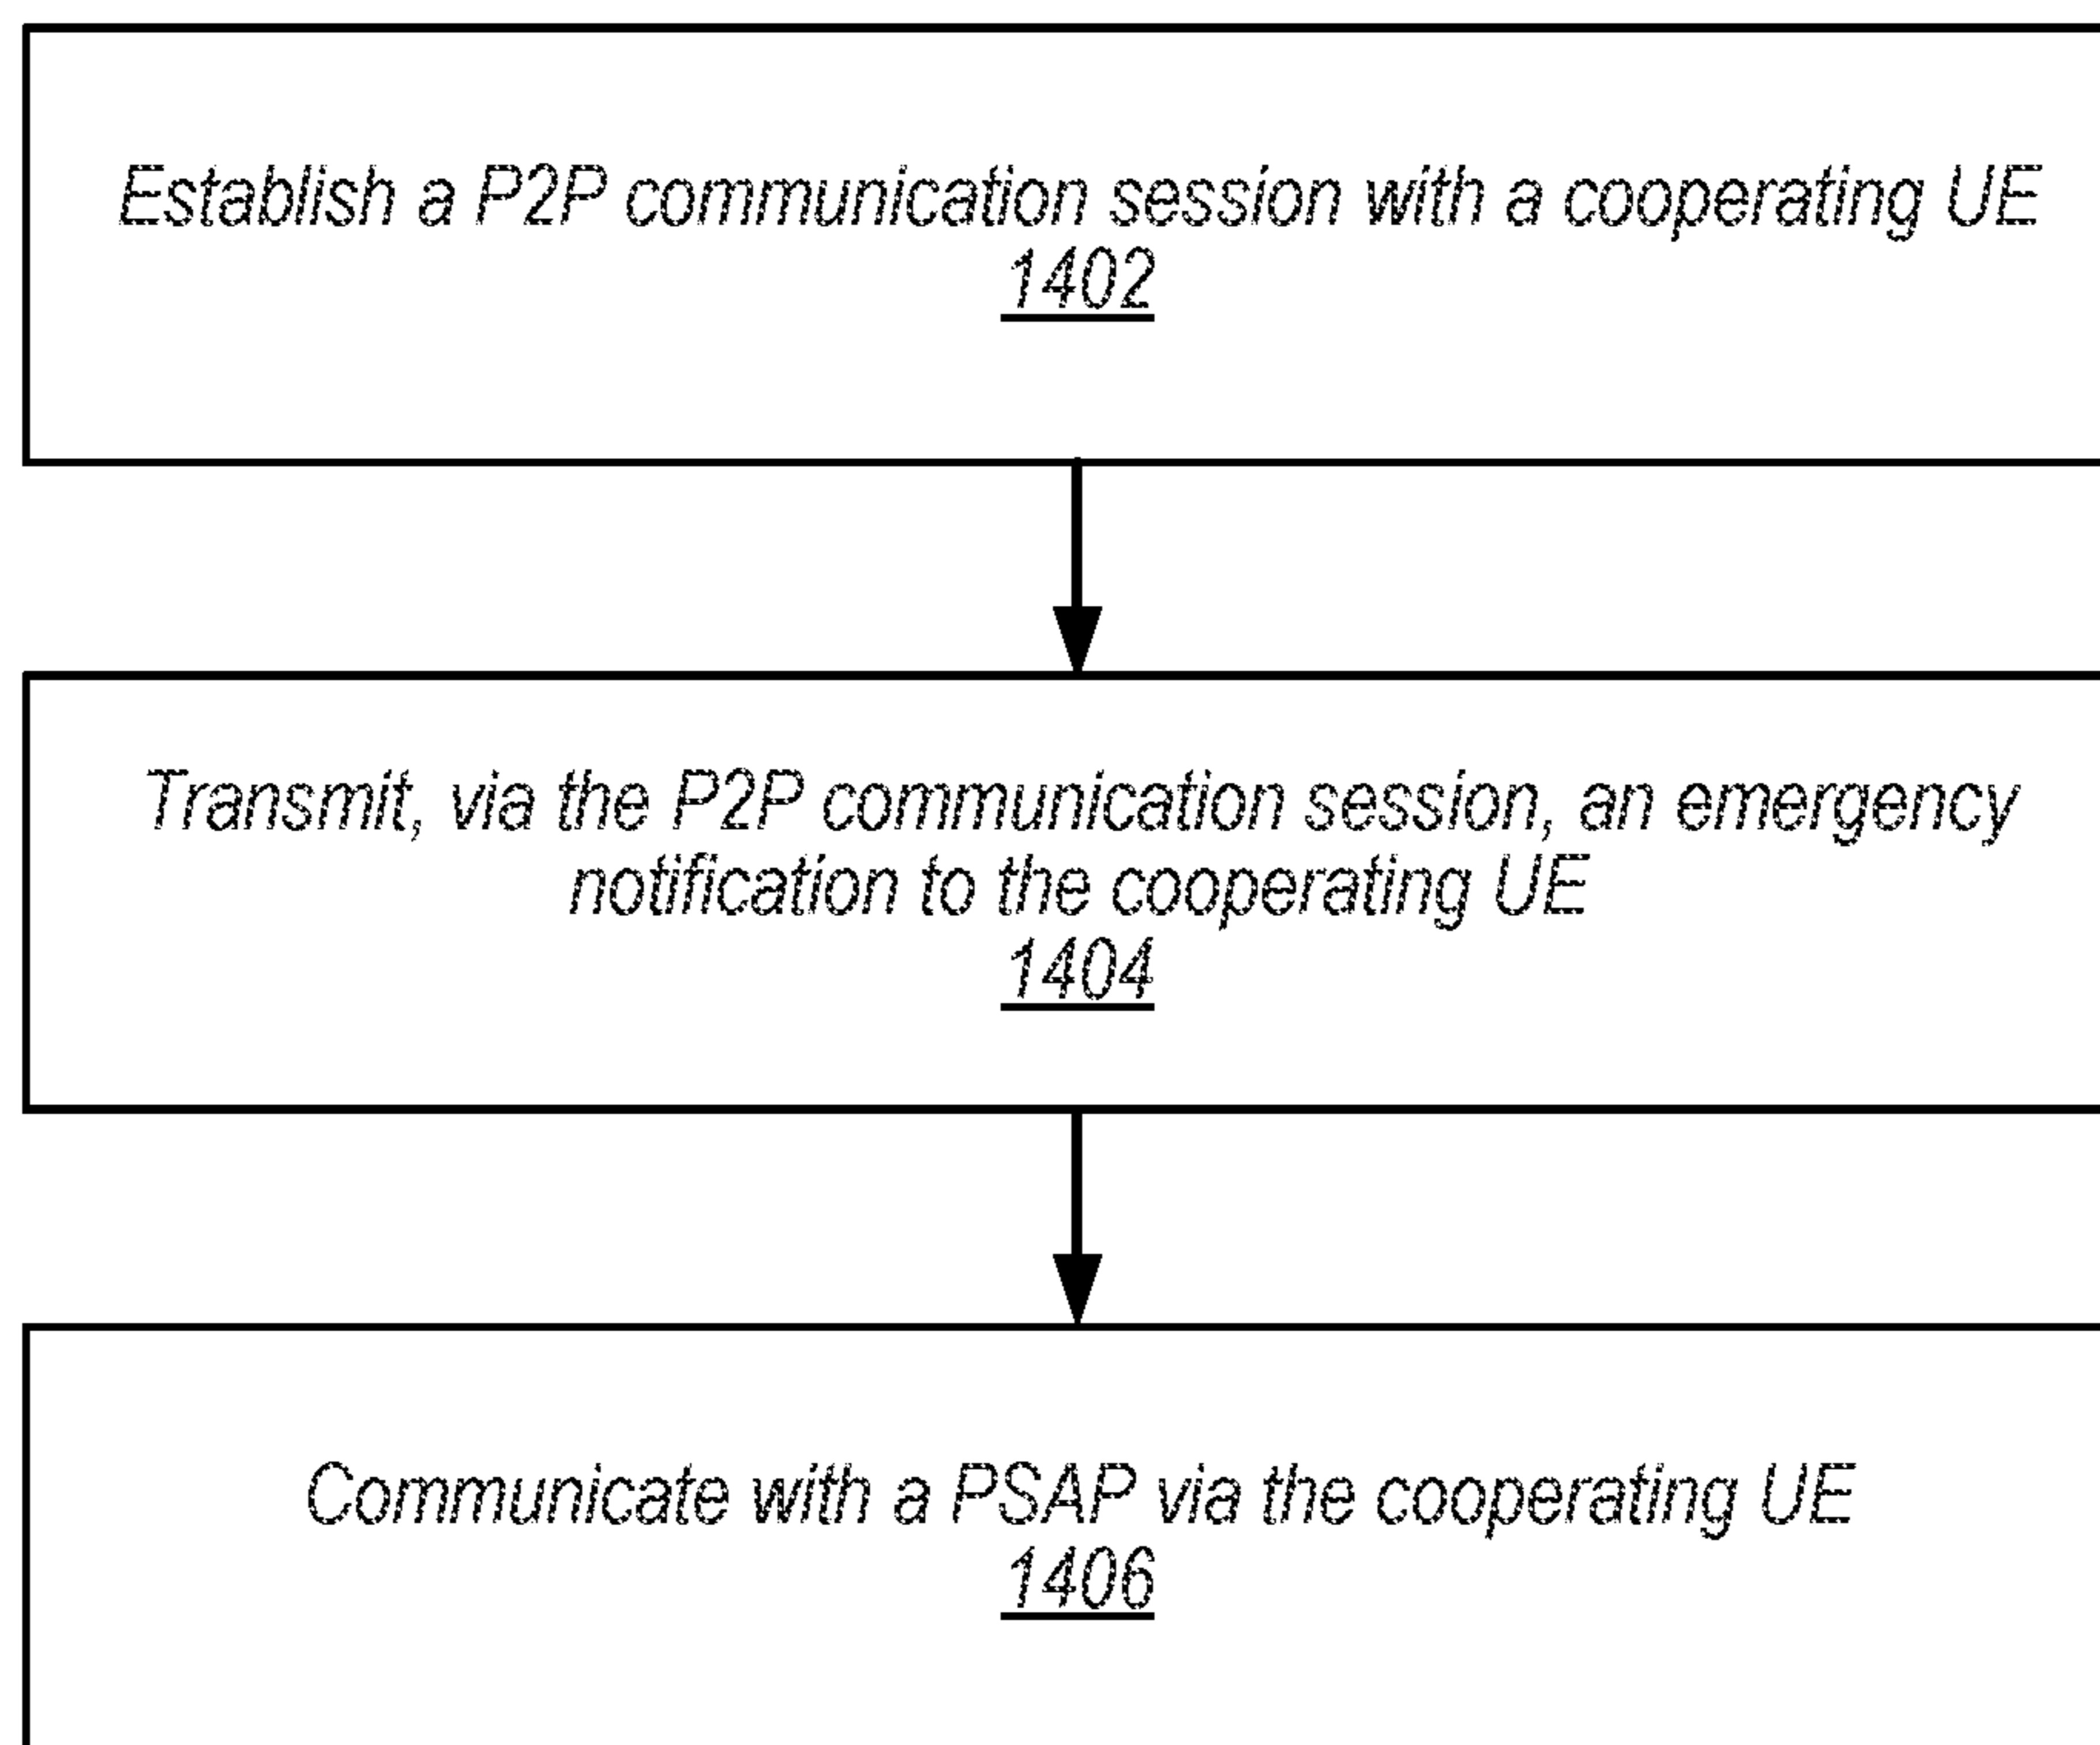 Establish a P2P communication session with a cooperating UE
1402
Transmit, via the P2P communication session, an emergency
notification to the cooperating UE
1404
Communicate with a PSAP via the cooperating UE
1406